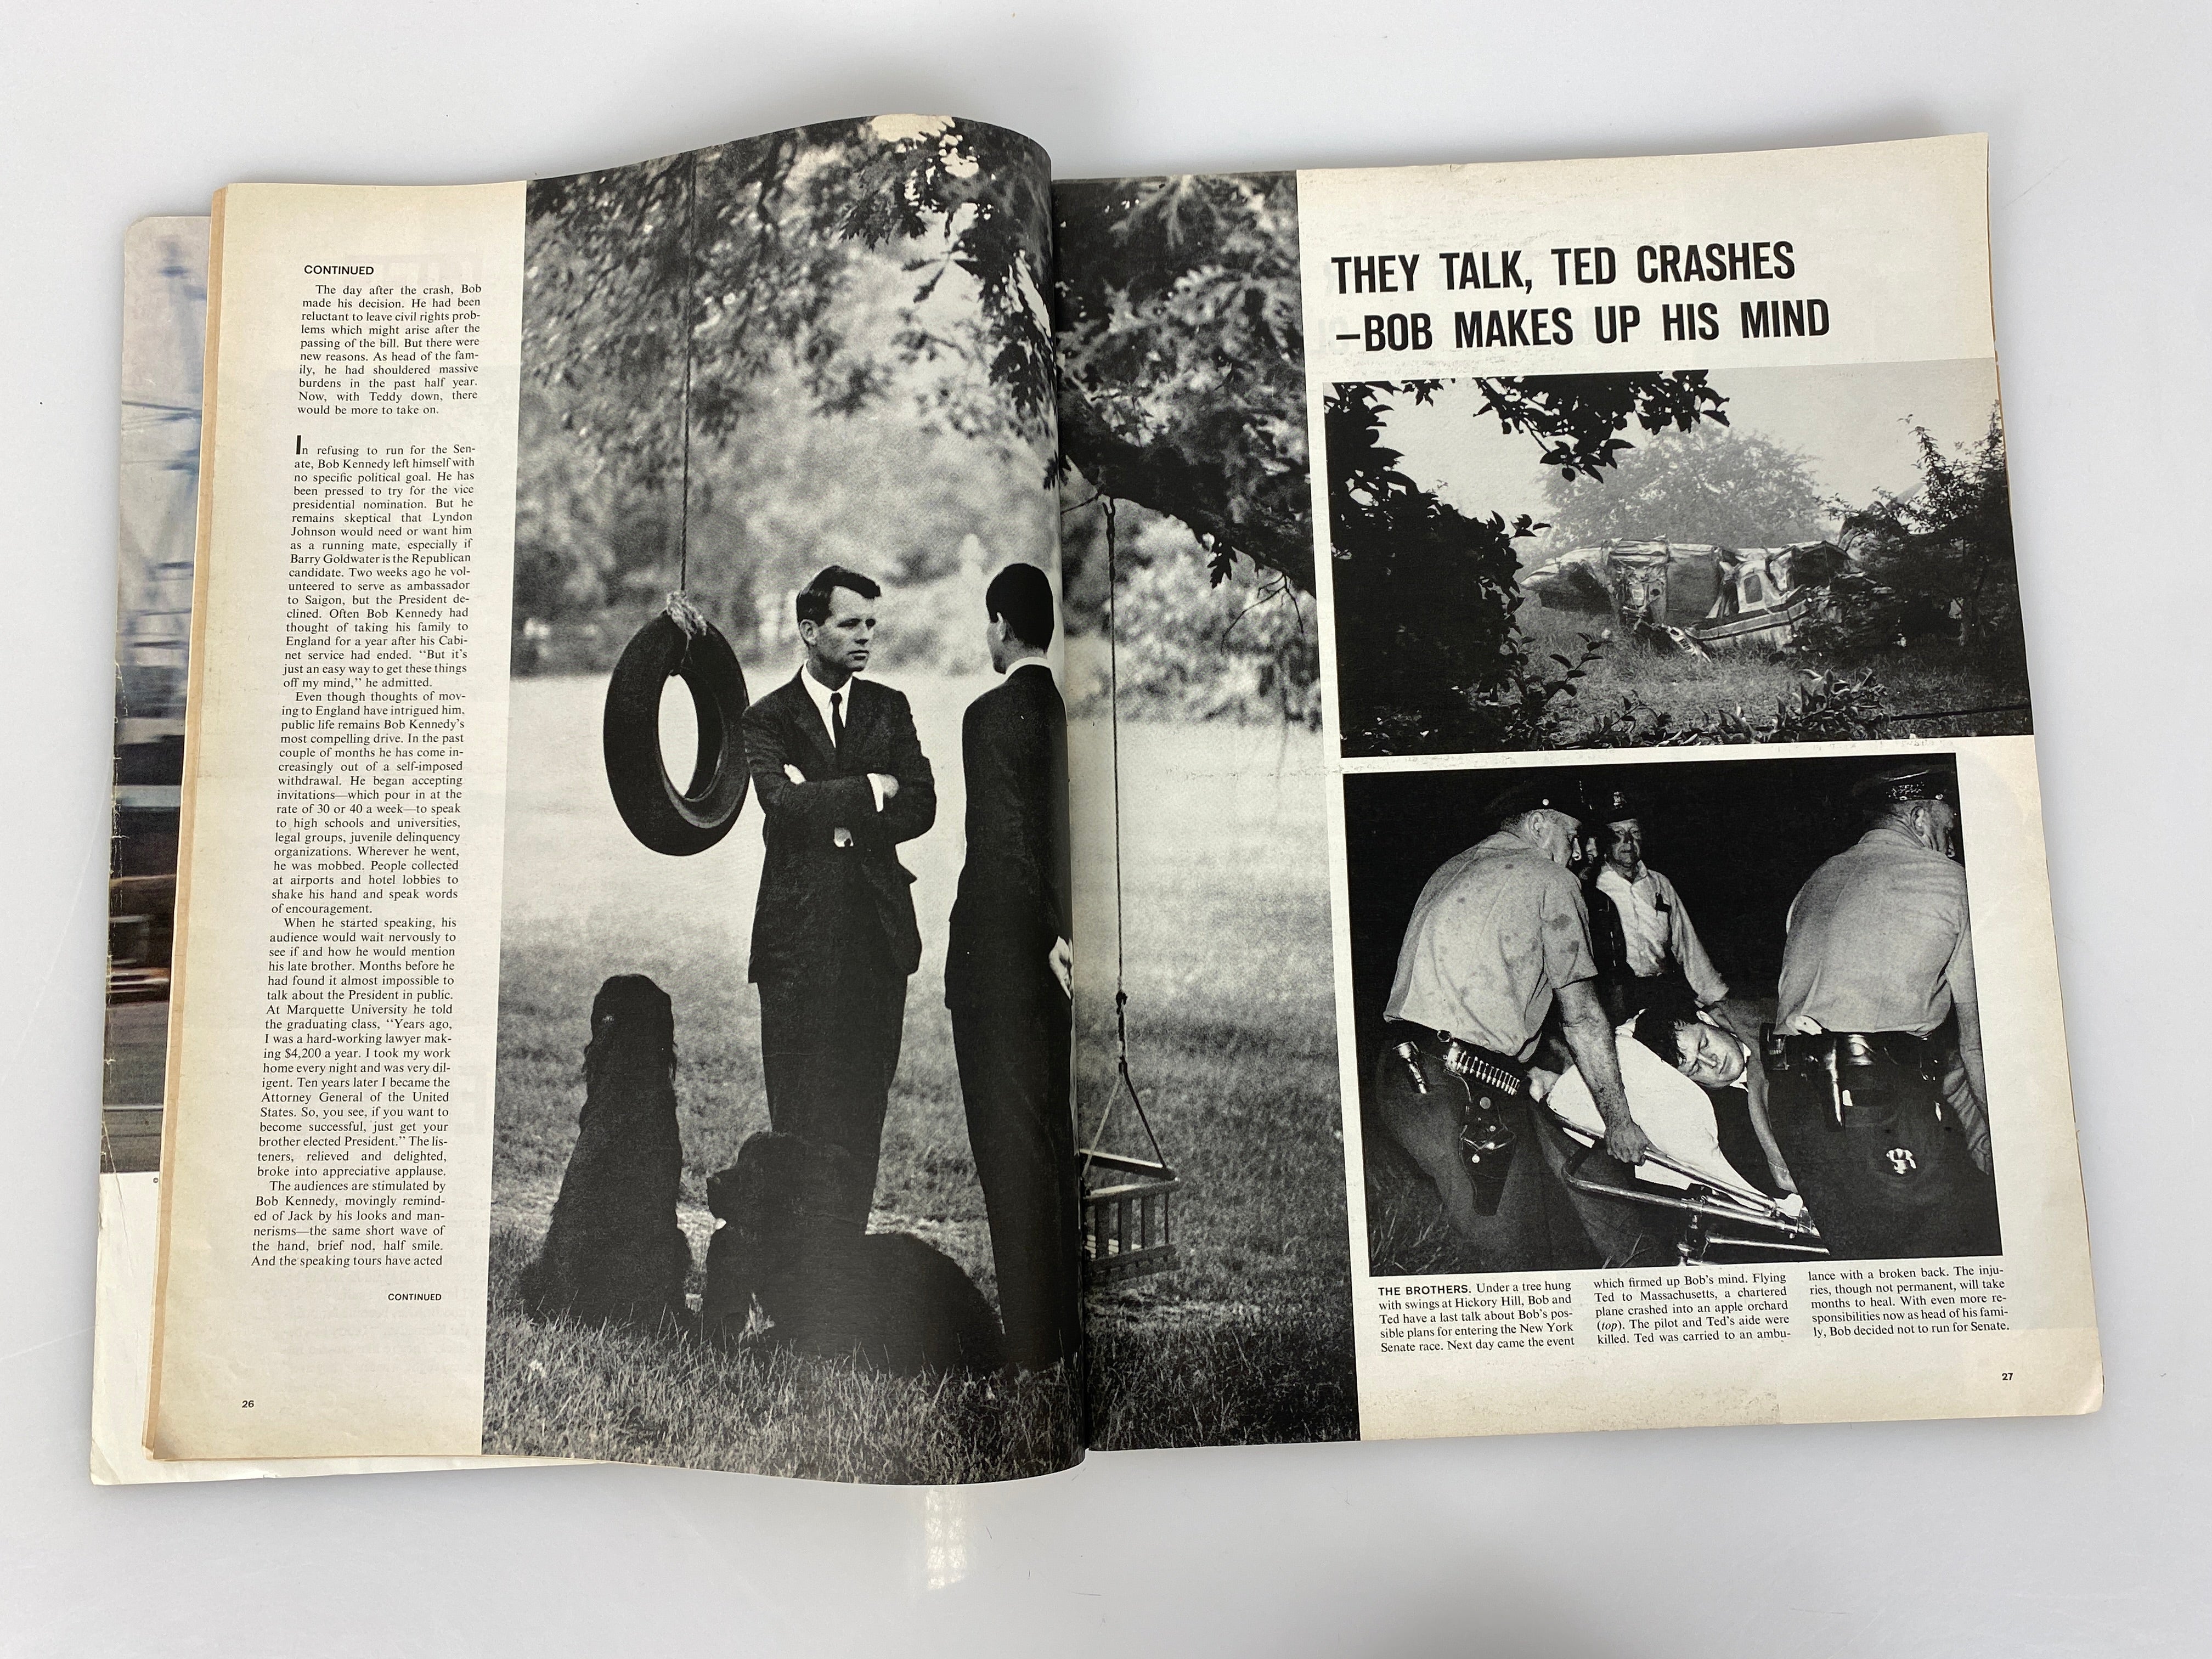 CONTINUED
The day after the crash, Bob
made his decision. He had been
reluctant to leave civil rights prob-
lems which might arise after the
passing of the bill. But there were
new reasons. As head of the fam-
ily, he had shouldered massive
burdens in the past half year.
Now, with Teddy down, there
would be more to take on.
In refusing to run for the Sen-
ate, Bob Kennedy left himself with
no specific political goal. He has
been pressed to try for the vice
presidential nomination. But he
remains skeptical that Lyndon
Johnson would need or want him
as a running mate, especially if
Barry Goldwater is the Republican
candidate. Two weeks ago he vol-
unteered to serve as ambassador
to Saigon, but the President de-
clined. Often Bob Kennedy had
thought of taking his family to
England for a year after his Cabi-
net service had ended. "But it's
just an easy way to get these things
off my mind," he admitted.
Even though thoughts of mov-
ing to England have intrigued him,
public life remains Bob Kennedy's
most compelling drive. In the past
couple of months he has come in-
creasingly out of a self-imposed
withdrawal. He began accepting
invitations—which pour in at the
rate of 30 or 40 a week—to speak
to high schools and universities,
legal groups, juvenile delinquency
organizations. Wherever he went,
he was mobbed. People collected
at airports and hotel lobbies to
shake his hand and speak words
of encouragement.
When he started speaking, his
audience would wait nervously to
see if and how he would mention
his late brother. Months before he
had found it almost impossible to
talk about the President in public.
At Marquette University he told
the graduating class, "Years ago,
I was a hard-working lawyer mak-
ing $4,200 a year. I took my work
home every night and was very dil-
igent. Ten years later I became the
Attorney General of the United
States. So, you see, if you want to
become successful, just get your
brother elected President." The lis-
teners, relieved and delighted,
broke into appreciative applause.
The audiences are stimulated by
Bob Kennedy, movingly remind-
ed of Jack by his looks and man-
nerisms—the same short wave of
the hand, brief nod, half smile.
And the speaking tours have acted
CONTINUED
26
THEY TALK, TED CRASHES
—BOB MAKES UP HIS MIND
THE BROTHERS. Under a tree hung
with swings at Hickory Hill, Bob and
Ted have a last talk about Bob's pos-
sible plans for entering the New York
Senate race. Next day came the event
which firmed up Bob's mind. Flying
Ted to Massachusetts, a chartered
plane crashed into an apple orchard
(top). The pilot and Ted's aide were
killed. Ted was carried to an ambu-
lance with a broken back. The inju-
ries, though not permanent, will take
months to heal. With even more re-
sponsibilities now as head of his fami-
ly, Bob decided not to run for Senate.
27